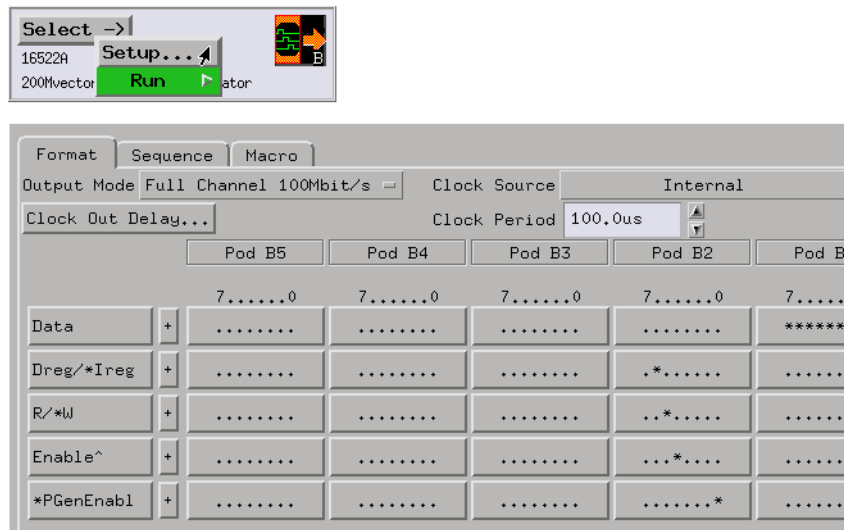 Select ->
16522A Setup...
200Mvector Run ator
B
Format Sequence Macro
Output Mode Full Channel 100Mbit/s Clock Source Internal
Clock Out Delay... Clock Period 100.0us
Pod B5 Pod B4 Pod B3 Pod B2 Pod B
7......0 7......0 7......0 7......0 7.....
Data + ........ ........ ........ ........ ******
Dreg/*Ireg + ........ ........ ........ .*...... ......
R/*W + ........ ........ ........ ..*..... ......
Enable^ + ........ ........ ........ ...*.... ......
*PGenEnabl + ........ ........ ........ .......* ......